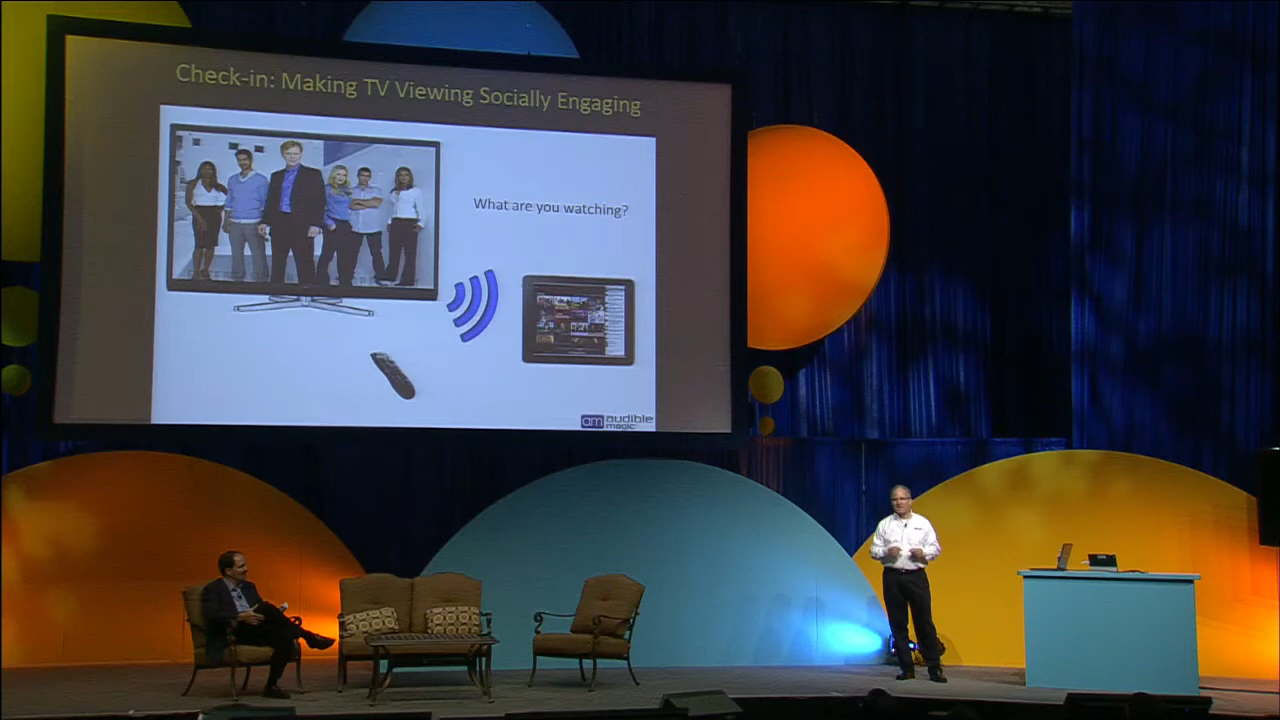 Check-in: Making TV Viewing Socially Engaging
What are you watching?
am audible
magic